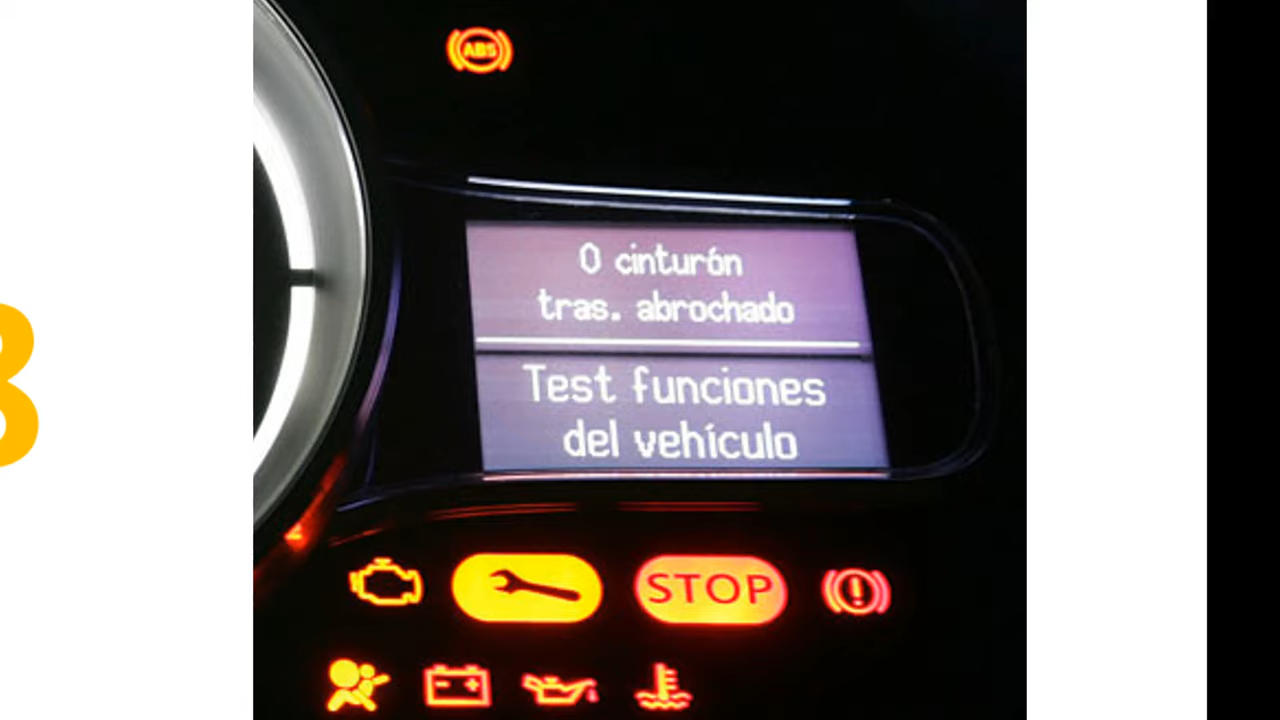 ABS
0 cinturón
tras. abrochado
Test funciones
del vehículo
STOP